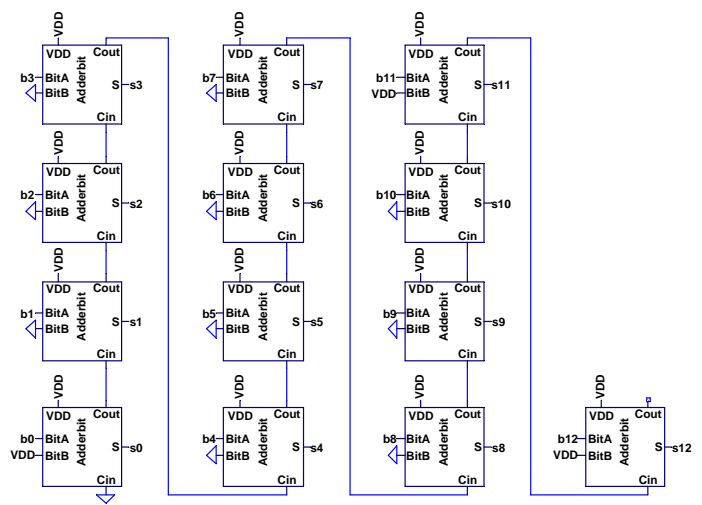 VDD VDD VDD
VDD Cout VDD Cout VDD Cout
b3 BitA S s3 b7 BitA S s7 b11 BitA S s11
BitB BitB VDD BitB
Adderbit Adderbit Adderbit
Cin Cin Cin
VDD VDD VDD
VDD Cout VDD Cout VDD Cout
b2 BitA S s2 b6 BitA S s6 b10 BitA S s10
BitB BitB BitB
Adderbit Adderbit Adderbit
Cin Cin Cin
VDD VDD VDD
VDD Cout VDD Cout VDD Cout
b1 BitA S s1 b5 BitA S s5 b9 BitA S s9
BitB BitB BitB
Adderbit Adderbit Adderbit
Cin Cin Cin
VDD VDD VDD VDD
VDD Cout VDD Cout VDD Cout VDD Cout
b0 BitA S s0 b4 BitA S s4 b8 BitA S s8 b12 BitA S s12
VDD BitB BitB BitB VDD BitB
Adderbit Adderbit Adderbit Adderbit
Cin Cin Cin Cin